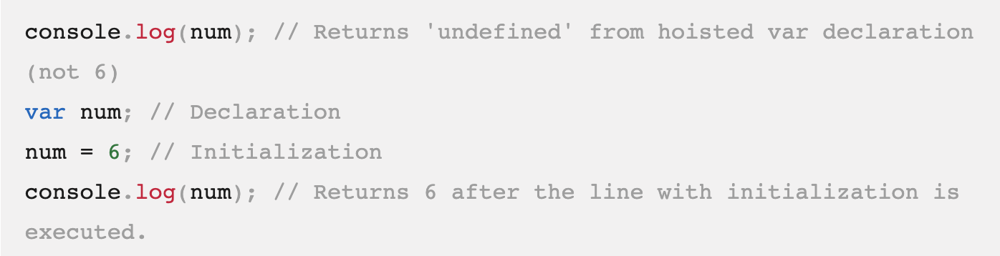 console.log(num); // Returns 'undefined' from hoisted var declaration
(not 6)
var num; // Declaration
num = 6; // Initialization
console.log(num); // Returns 6 after the line with initialization is
executed.